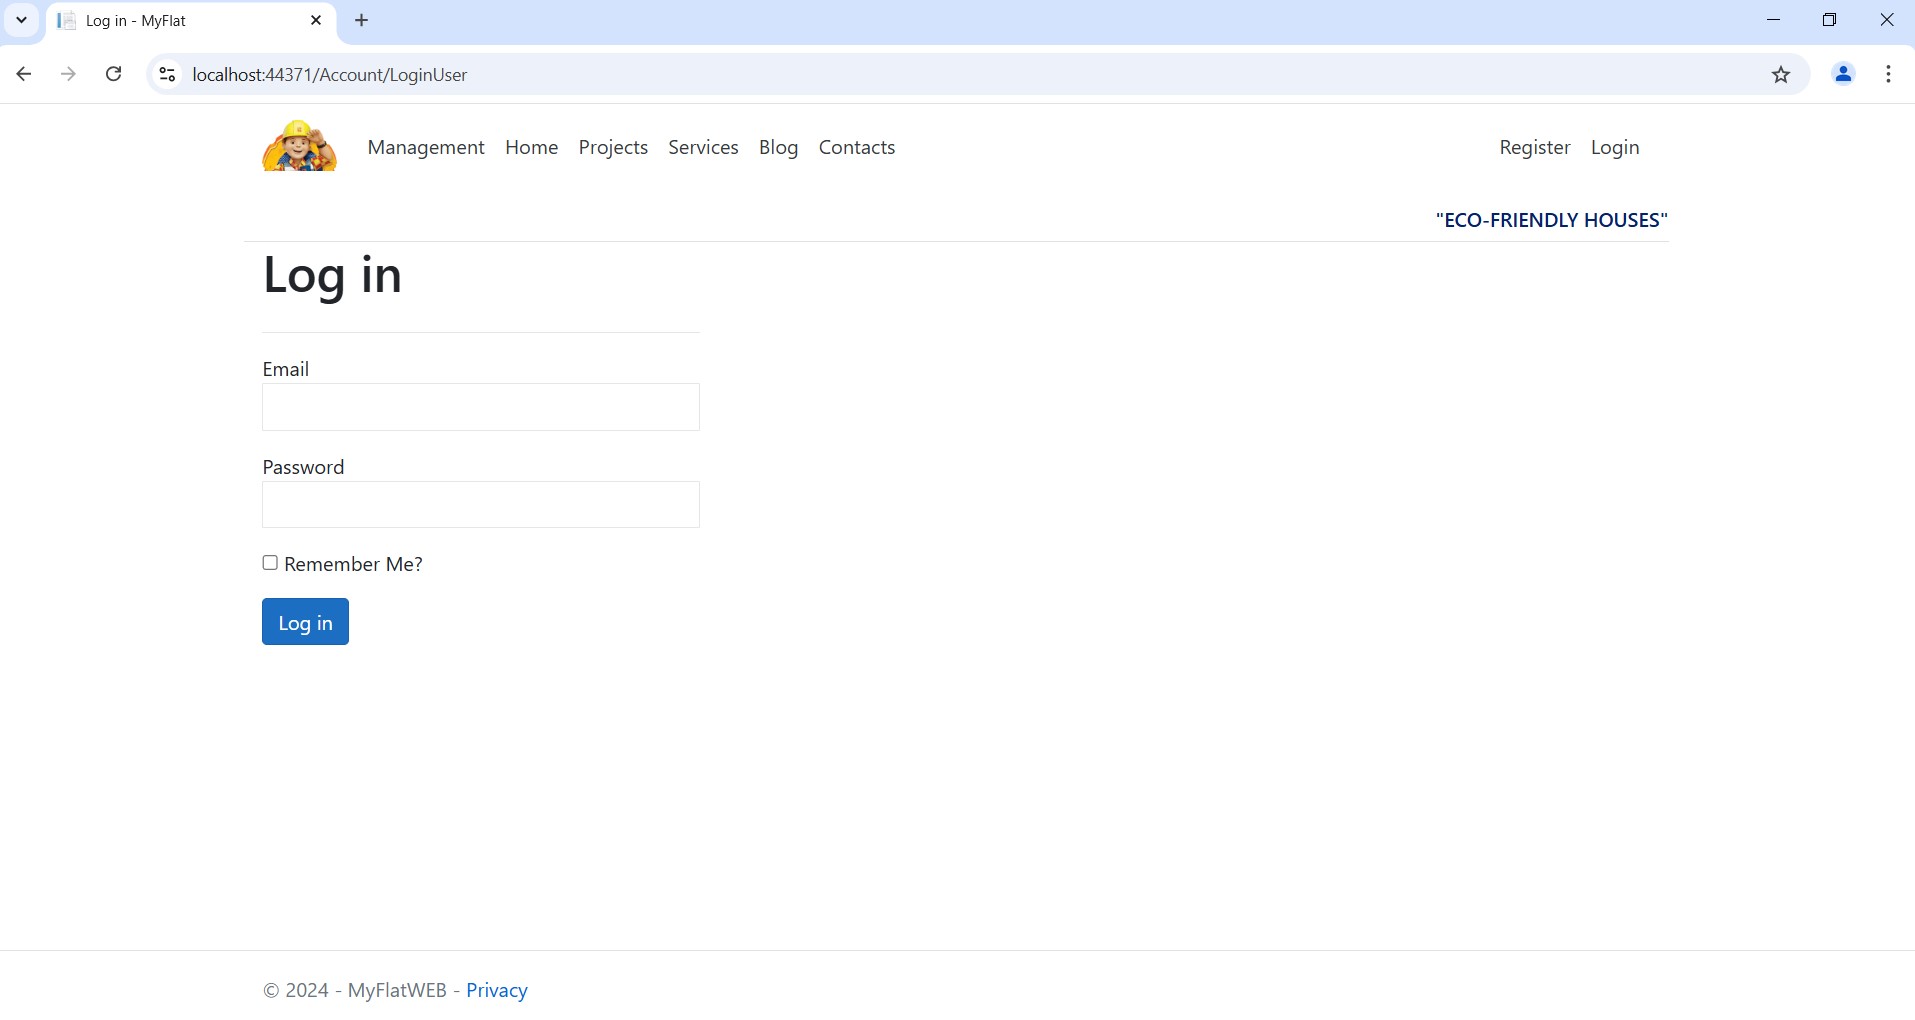 Log in - MyFlat
localhost:44371/Account/LoginUser
Management Home Projects Services Blog Contacts Register Login
"ECO-FRIENDLY HOUSES"
Log in
Email
Password
Remember Me?
Log in
© 2024 - MyFlatWEB - Privacy